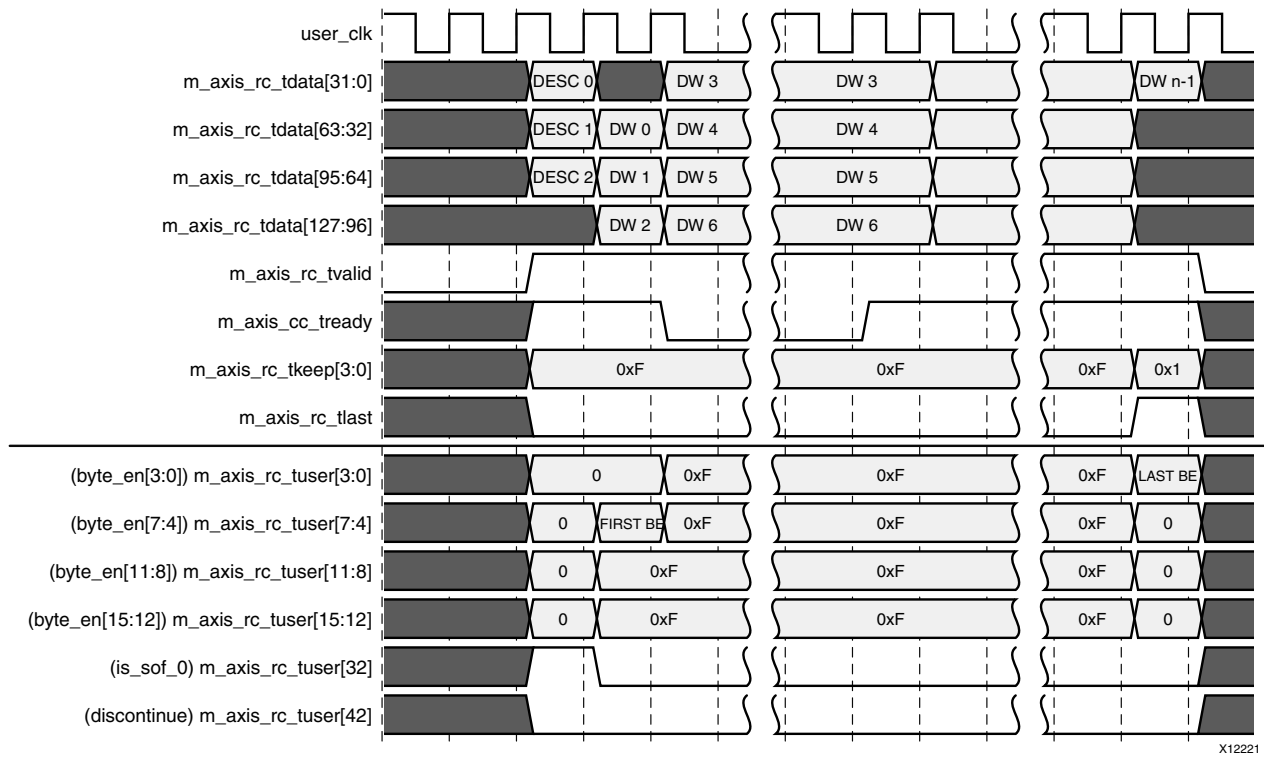 user_clk
m_axis_rc_tdata[31:0] DESC 0 DW 3 DW 3 DW n-1
m_axis_rc_tdata[63:32] DESC 1 DW 0 DW 4 DW 4
m_axis_rc_tdata[95:64] DESC 2 DW 1 DW 5 DW 5
m_axis_rc_tdata[127:96] DW 2 DW 6 DW 6
m_axis_rc_tvalid
m_axis_cc_tready
m_axis_rc_tkeep[3:0] 0xF 0xF 0xF 0x1
m_axis_rc_tlast
(byte_en[3:0]) m_axis_rc_tuser[3:0] 0 0xF 0xF 0xF LAST BE
(byte_en[7:4]) m_axis_rc_tuser[7:4] 0 FIRST BE 0xF 0xF 0xF 0
(byte_en[11:8]) m_axis_rc_tuser[11:8] 0 0xF 0xF 0xF 0
(byte_en[15:12]) m_axis_rc_tuser[15:12] 0 0xF 0xF 0xF 0
(is_sof_0) m_axis_rc_tuser[32]
(discontinue) m_axis_rc_tuser[42]
X12221